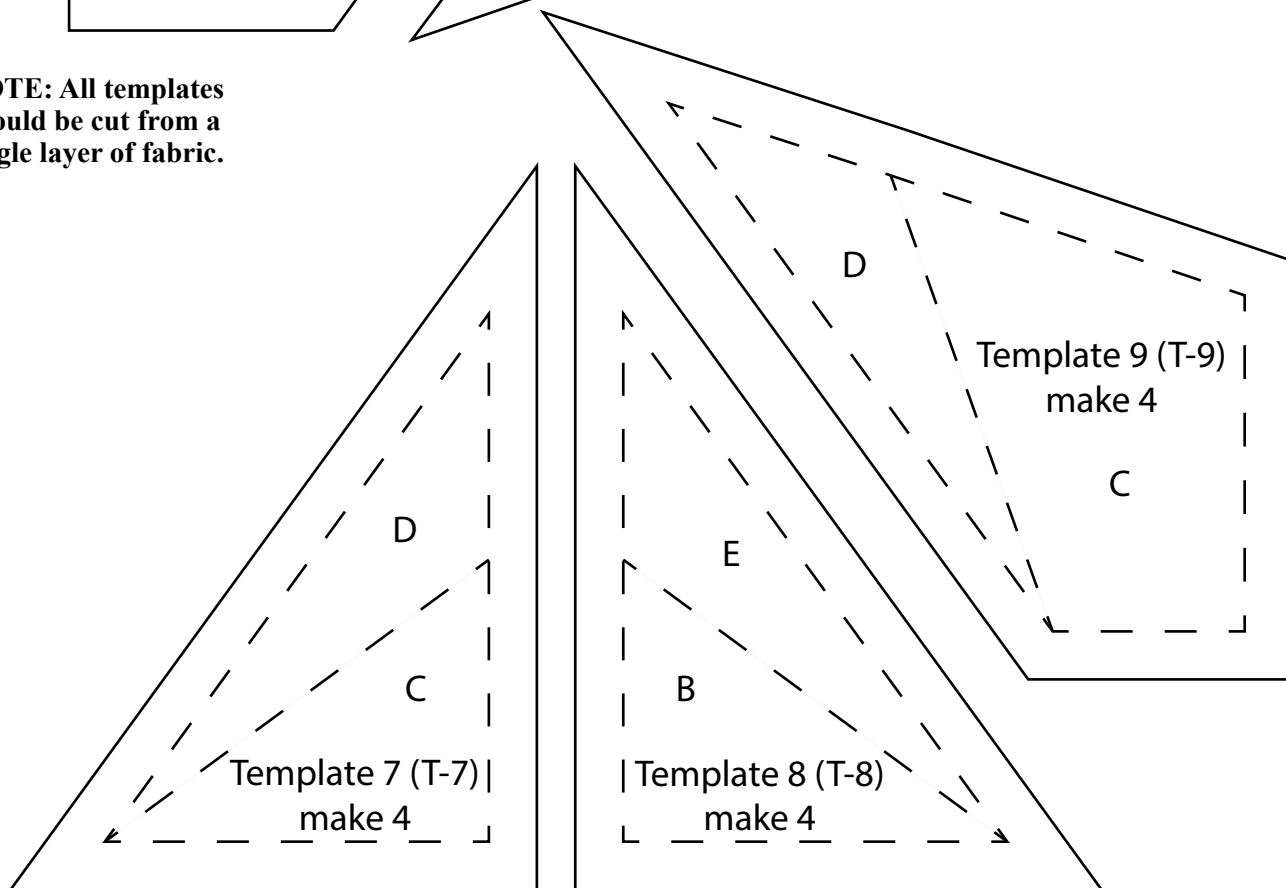 OTE: All templates
ould be cut from a
gle layer of fabric.
D
Template 9 (T-9)
make 4
C
D
C
Template 7 (T-7)
make 4
E
B
Template 8 (T-8)
make 4